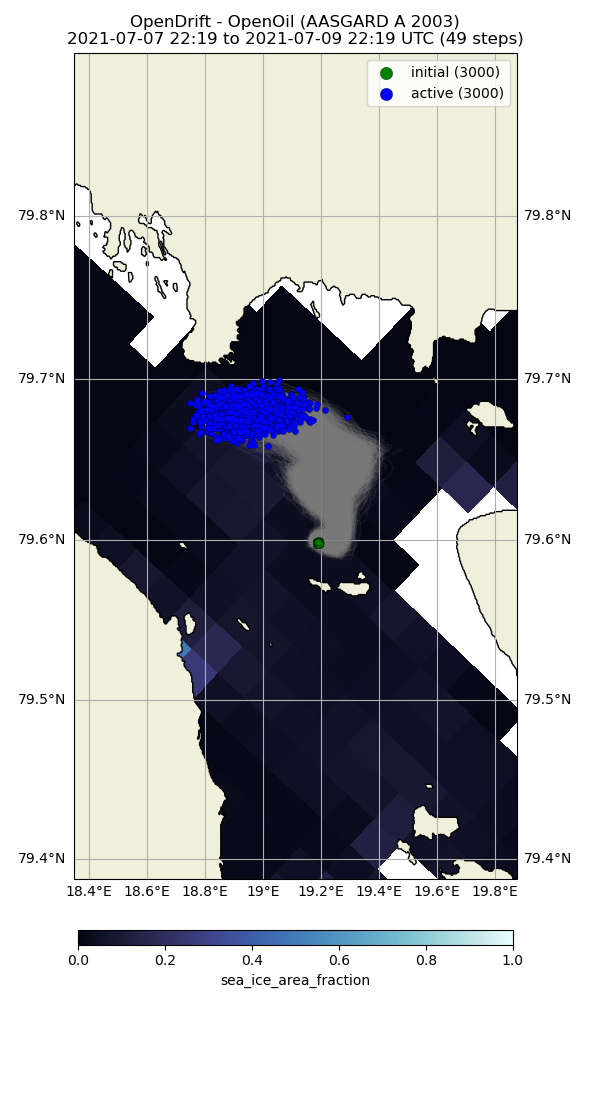 OpenDrift - OpenOil (AASGARD A 2003)
2021-07-07 22:19 to 2021-07-09 22:19 UTC (49 steps)
initial (3000)
active (3000)
79.8°N 79.8°N
79.7°N 79.7°N
79.6°N 79.6°N
79.5°N 79.5°N
79.4°N 79.4°N
18.4°E 18.6°E 18.8°E 19°E 19.2°E 19.4°E 19.6°E 19.8°E
0.0 0.2 0.4 0.6 0.8 1.0
sea_ice_area_fraction